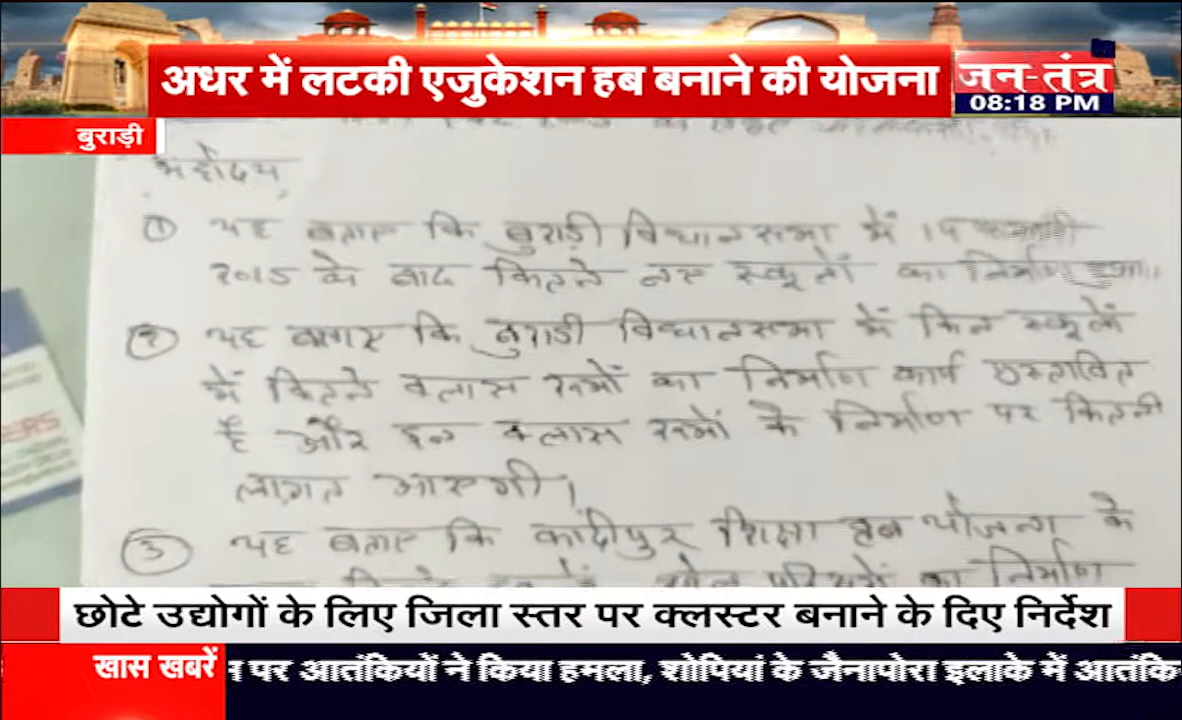 अधर में लटकी एजुकेशन हब बनाने की योजना
जन-तंत्र
08:18 PM
बुराड़ी
महोदय
① यह बताए कि बुराड़ी विधानसभा में 14
2015 के बाद कितने नए स्कूलों का निर्माण हुआ।
② यह बताए कि बुराड़ी विधानसभा में किन स्कूलों
में कितने क्लास रूमों का निर्माण कार्य प्रस्तावित
है और इन क्लास रूमों के निर्माण पर कितनी
लागत आएगी।
③ यह बताए कि कादीपुर शिक्षा हब योजना के
का निर्माण
ERS
छोटे उद्योगों के लिए जिला स्तर पर क्लस्टर बनाने के दिए निर्देश
खास खबरें
न पर आतंकियों ने किया हमला, शोपियां के जैनापोरा इलाके में आतंकि